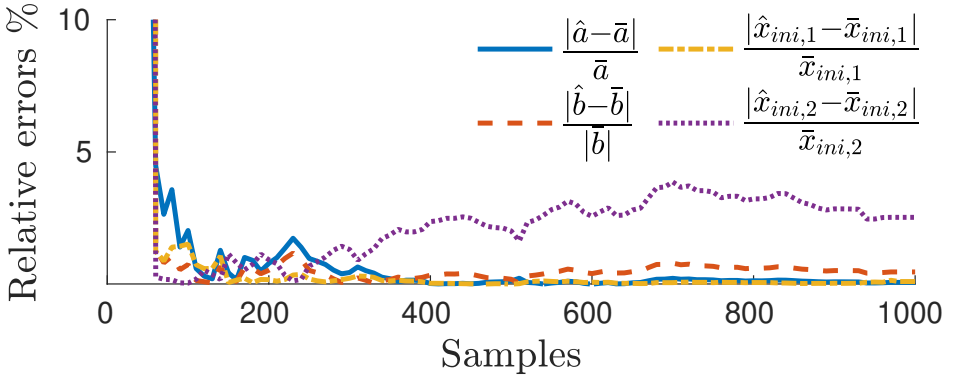 Relative errors %
10
5
0
|â−ā|
ā
|b̂−b̄|
|b̄|
|x̂ini,1−x̄ini,1|
x̄ini,1
|x̂ini,2−x̄ini,2|
x̄ini,2
0 200 400 600 800 1000
Samples